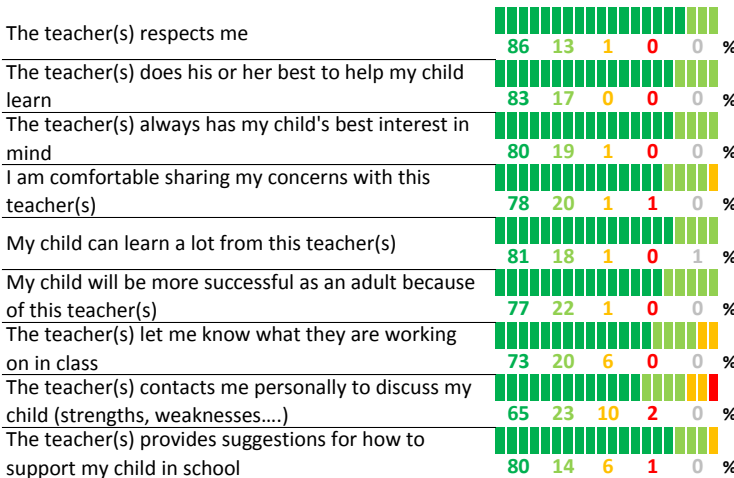 The teacher(s) respects me
86 13 1 0 0 %
The teacher(s) does his or her best to help my child
learn
83 17 0 0 0 %
The teacher(s) always has my child's best interest in
mind
80 19 1 0 0 %
I am comfortable sharing my concerns with this
teacher(s)
78 20 1 1 0 %
My child can learn a lot from this teacher(s)
81 18 1 0 1 %
My child will be more successful as an adult because
of this teacher(s)
77 22 1 0 0 %
The teacher(s) let me know what they are working
on in class
73 20 6 0 0 %
The teacher(s) contacts me personally to discuss my
child (strengths, weaknesses....)
65 23 10 2 0 %
The teacher(s) provides suggestions for how to
support my child in school
80 14 6 1 0 %